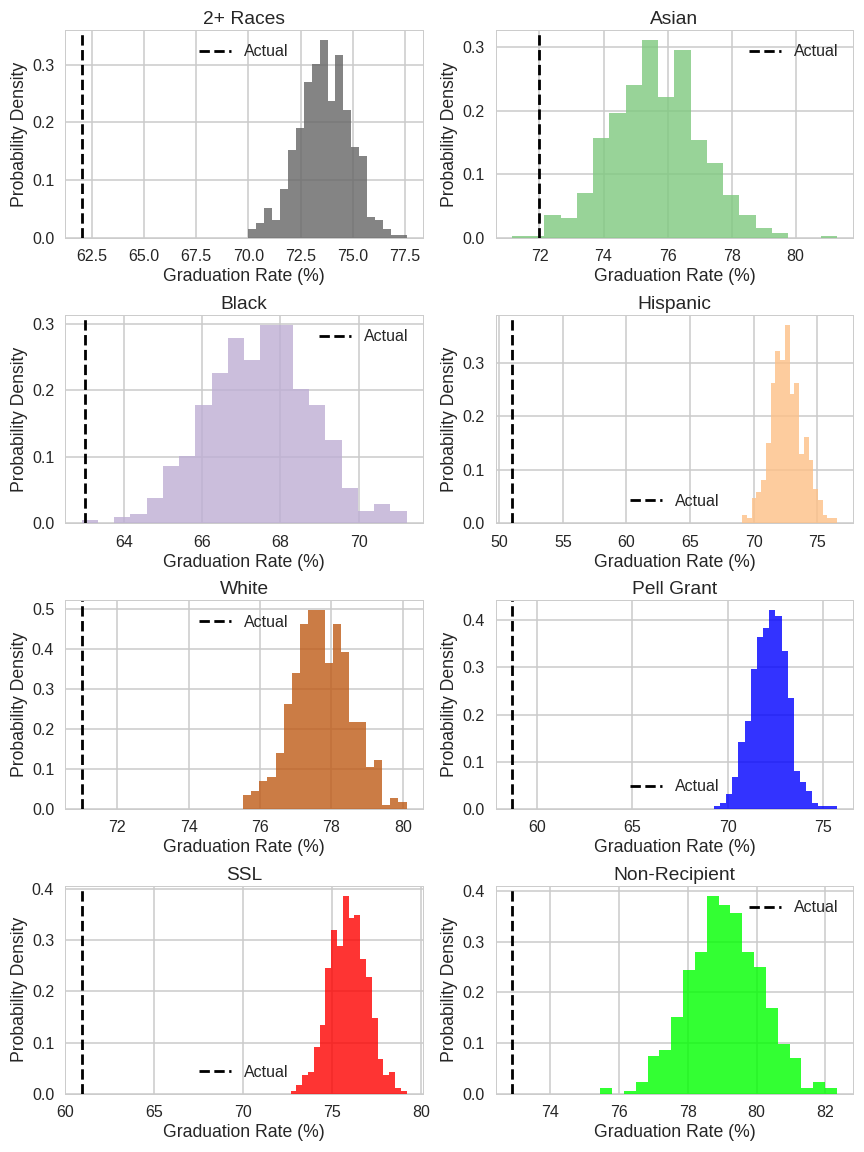 2+ Races
Asian
Probability Density
0.3
0.2
0.1
0.0
Actual
62.5 65.0 67.5 70.0 72.5 75.0 77.5
Graduation Rate (%)
Probability Density
0.3
0.2
0.1
0.0
Actual
72 74 76 78 80
Graduation Rate (%)
Black
Hispanic
Probability Density
0.3
0.2
0.1
0.0
Actual
64 66 68 70
Graduation Rate (%)
Probability Density
0.3
0.2
0.1
0.0
Actual
50 55 60 65 70 75
Graduation Rate (%)
White
Pell Grant
Probability Density
0.5
0.4
0.3
0.2
0.1
0.0
Actual
72 74 76 78 80
Graduation Rate (%)
Probability Density
0.4
0.3
0.2
0.1
0.0
Actual
60 65 70 75
Graduation Rate (%)
SSL
Non-Recipient
Probability Density
0.4
0.3
0.2
0.1
0.0
Actual
60 65 70 75 80
Graduation Rate (%)
Probability Density
0.4
0.3
0.2
0.1
0.0
Actual
74 76 78 80 82
Graduation Rate (%)